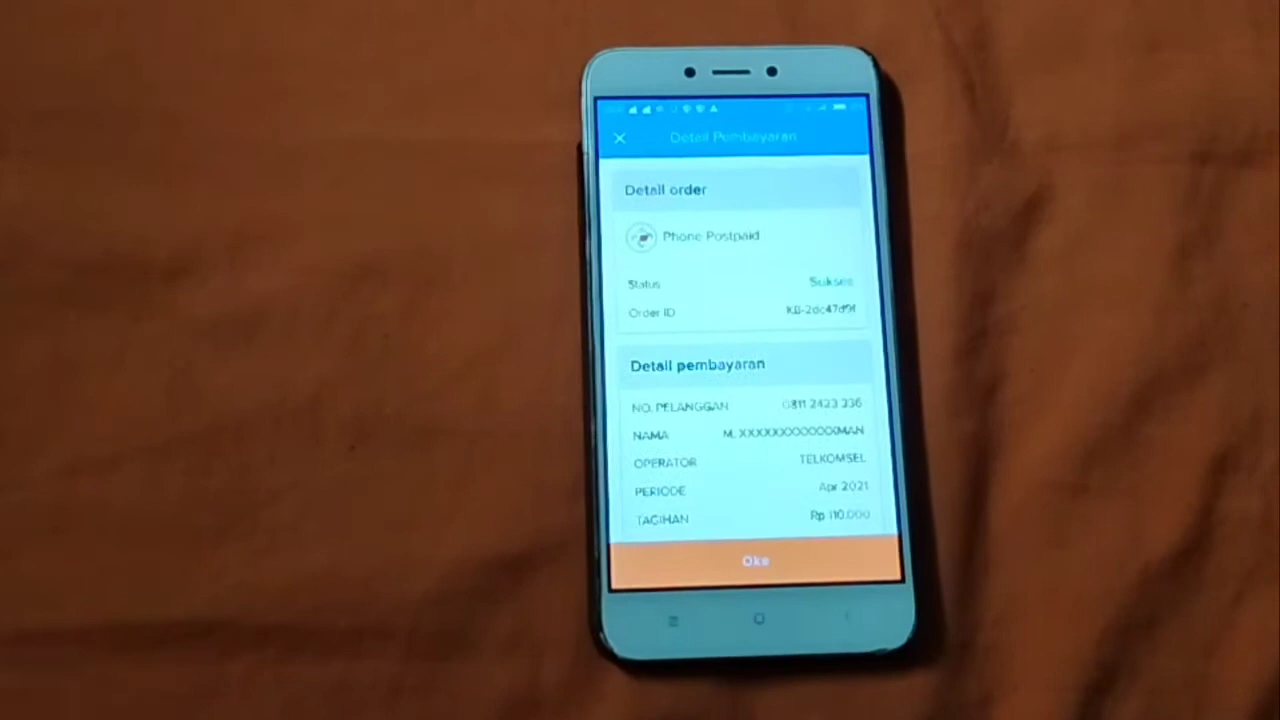 Detail Pembayaran
Detail order
Phone Postpaid
Status Sukses
Order ID KB-2dc47d9f
Detail pembayaran
NO. PELANGGAN 0811 2423 336
NAMA M. XXXXXXXXXXXXMAN
OPERATOR TELKOMSEL
PERIODE Apr 2021
TAGIHAN Rp 110.000
Oke